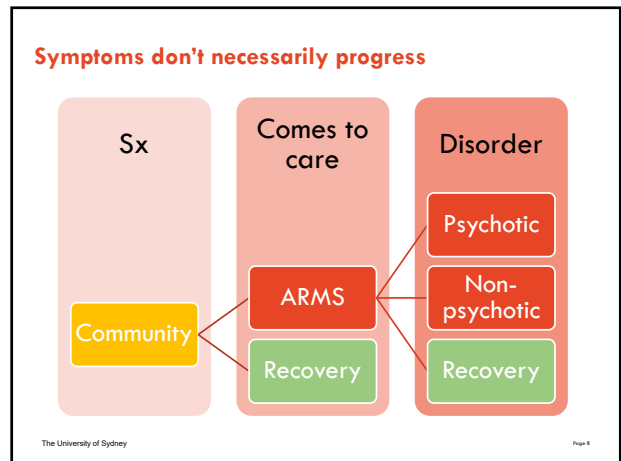 Symptoms don't necessarily progress
Sx
Comes to
care
Disorder
Community
ARMS
Recovery
Psychotic
Non-
psychotic
Recovery
The University of Sydney
Page 8